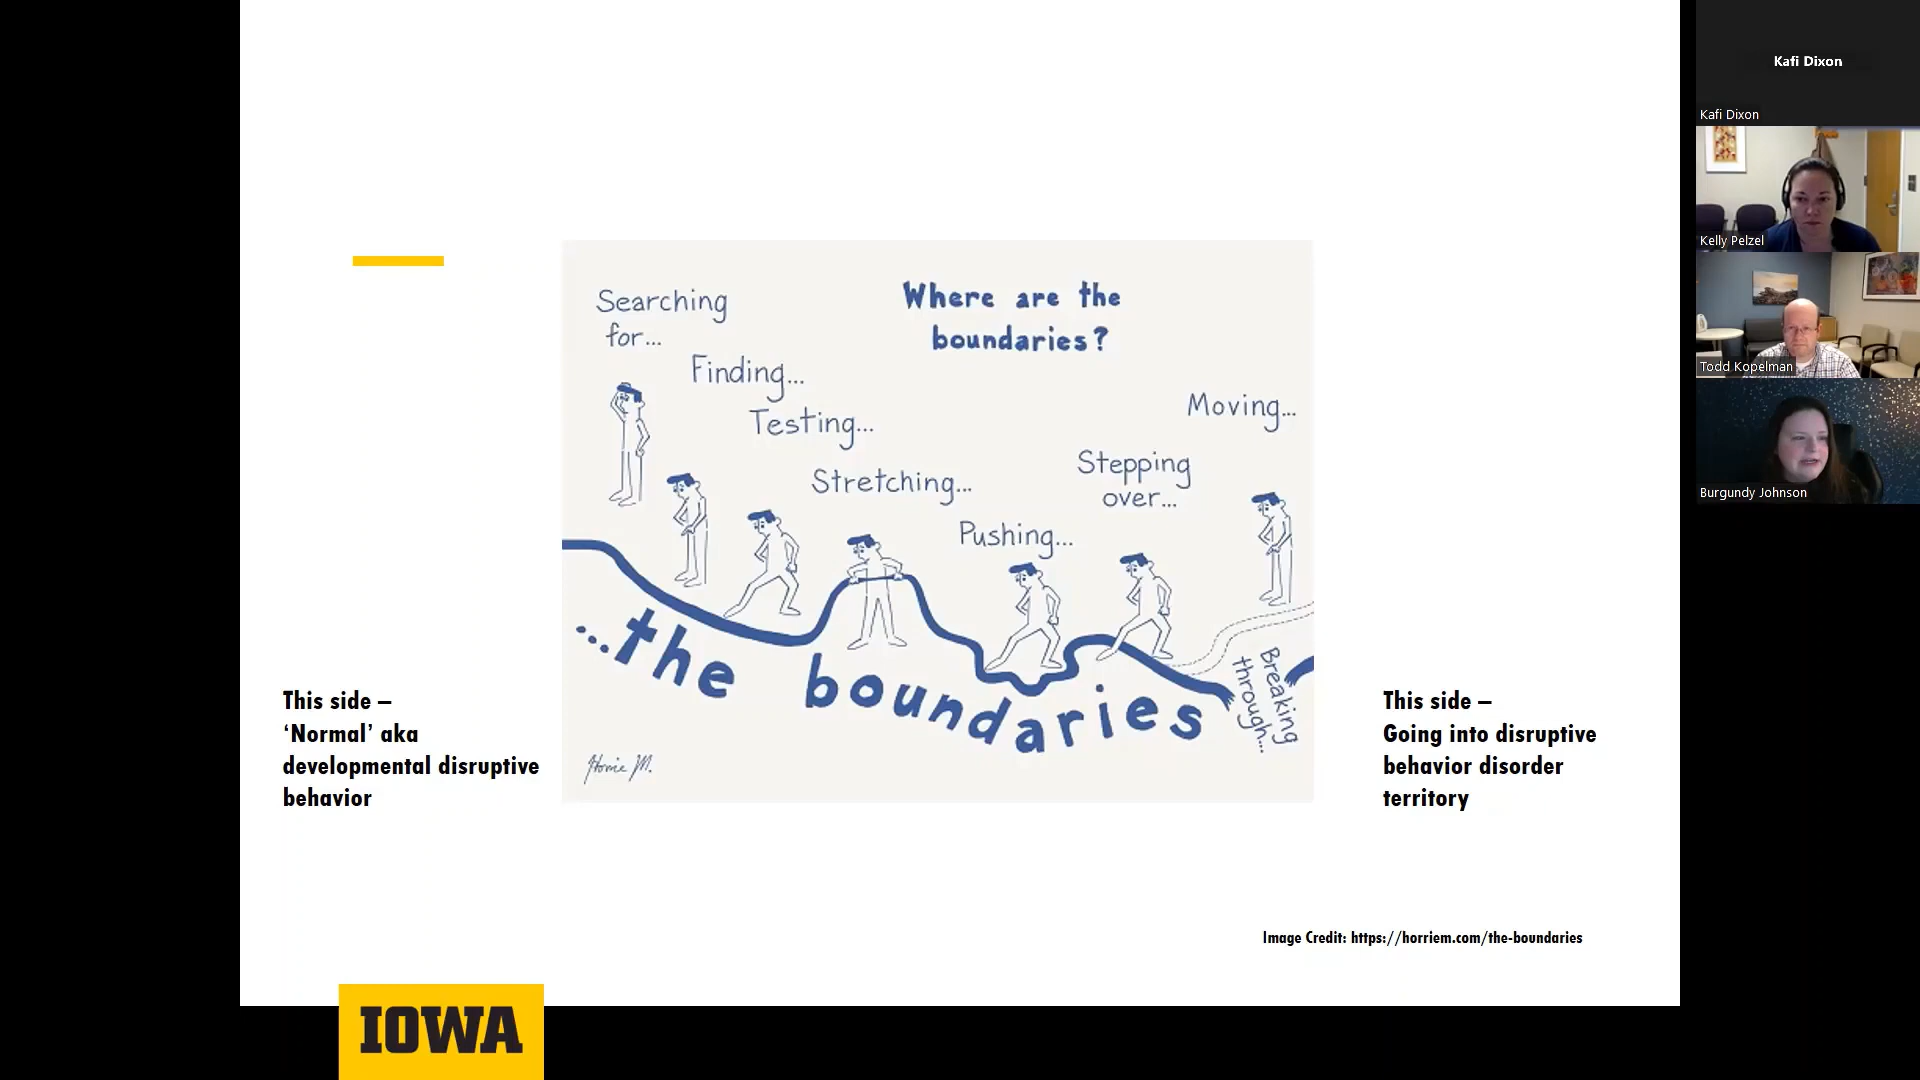 Where are the
boundaries?
Searching
for...
Finding...
Testing...
Stretching...
Pushing...
Stepping
over...
Moving...
Breaking
through...
...the boundaries
Horrie M.
This side –
‘Normal’ aka
developmental disruptive
behavior
This side –
Going into disruptive
behavior disorder
territory
Image Credit: https://horriem.com/the-boundaries
IOWA
Kafi Dixon
Kafi Dixon
Kelly Pelzel
Todd Kopelman
Burgundy Johnson